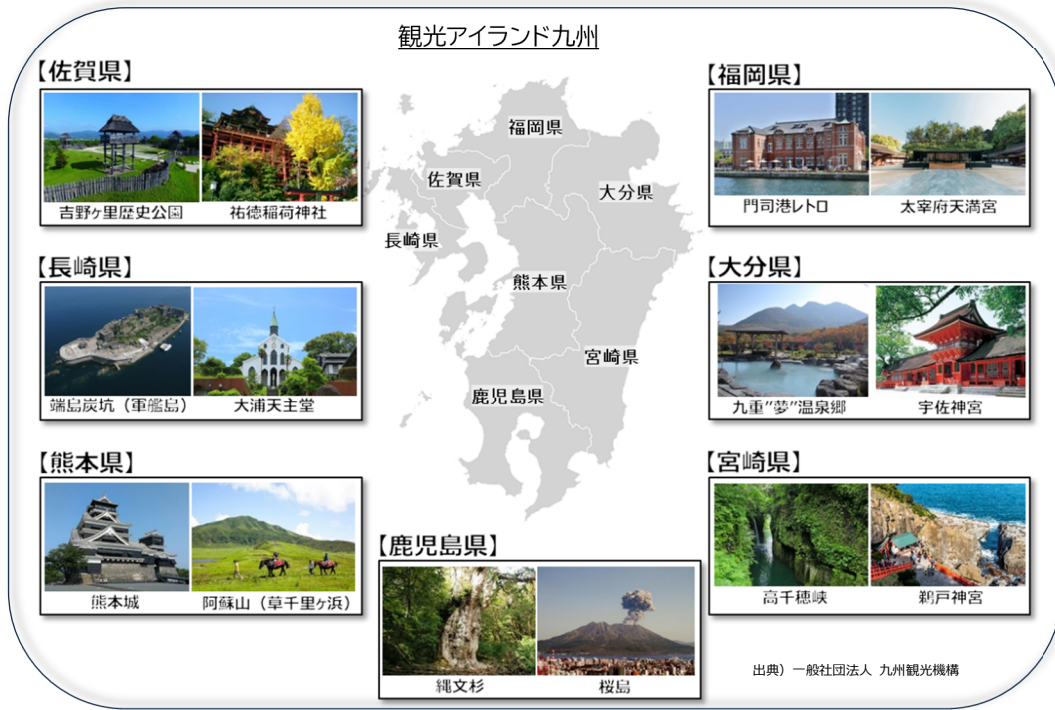 観光アイランド九州
【佐賀県】
吉野ヶ里歴史公園
祐徳稲荷神社
【長崎県】
端島炭坑（軍艦島）
大浦天主堂
【熊本県】
熊本城
阿蘇山（草千里ヶ浜）
福岡県
佐賀県
大分県
長崎県
熊本県
宮崎県
鹿児島県
【鹿児島県】
縄文杉
桜島
【福岡県】
門司港レトロ
太宰府天満宮
【大分県】
九重”夢”温泉郷
宇佐神宮
【宮崎県】
高千穂峡
鵜戸神宮
出典）一般社団法人 九州観光機構